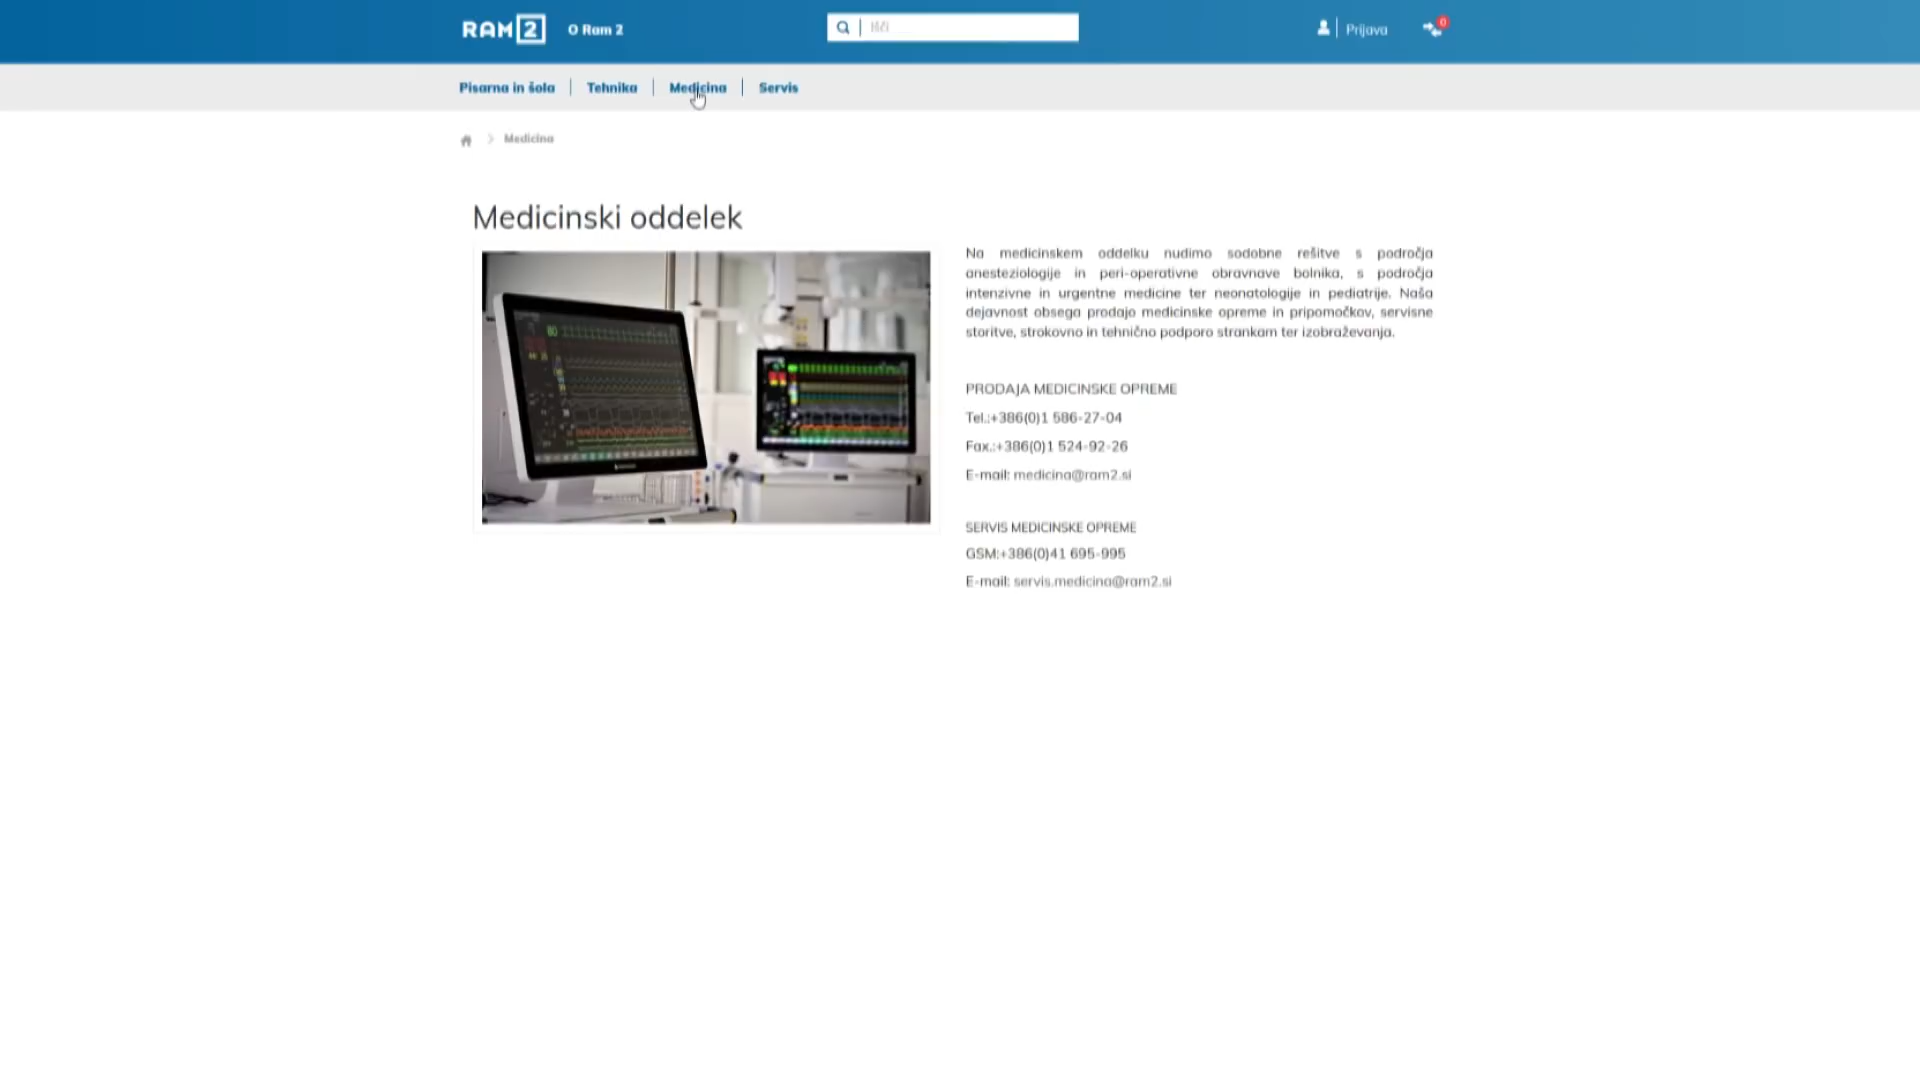 RAM 2 O Ram 2 Išči Prijava 0
Pisarna in šola Tehnika Medicina Servis
Medicina
Medicinski oddelek
Na medicinskem oddelku nudimo sodobne rešitve s področja
anesteziologije in peri-operativne obravnave bolnika, s področja
intenzivne in urgentne medicine ter neonatologije in pediatrije. Naša
dejavnost obsega prodajo medicinske opreme in pripomočkov, servisne
storitve, strokovno in tehnično podporo strankam ter izobraževanja.
PRODAJA MEDICINSKE OPREME
Tel.:+386(0)1 586-27-04
Fax.:+386(0)1 524-92-26
E-mail: medicina@ram2.si
SERVIS MEDICINSKE OPREME
GSM:+386(0)41 695-995
E-mail: servis.medicina@ram2.si
80